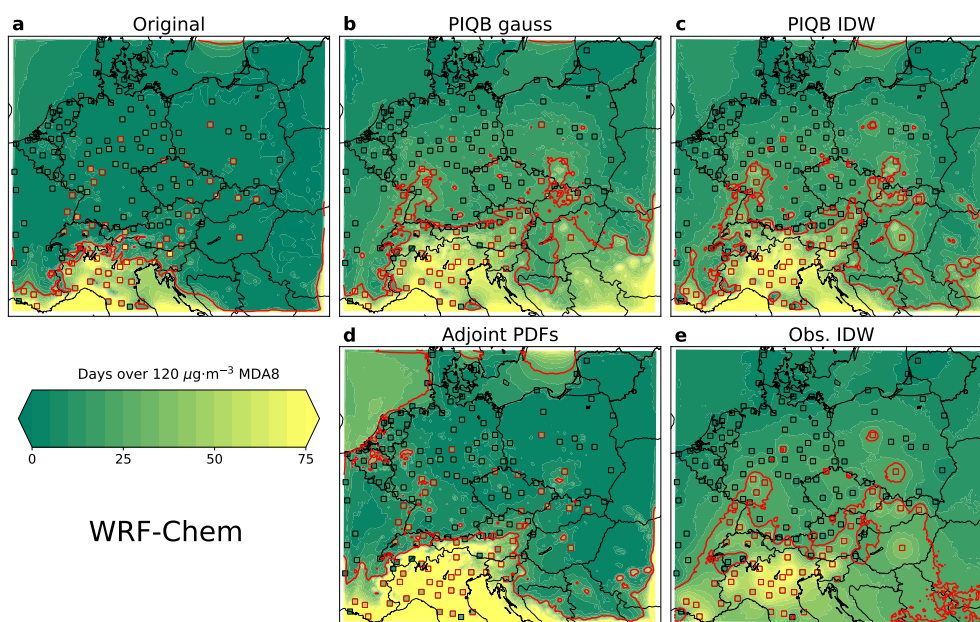 a Original
b PIQB gauss
c PIQB IDW
d Adjoint PDFs
e Obs. IDW
Days over 120 μg·m⁻³ MDA8
0 25 50 75
WRF-Chem